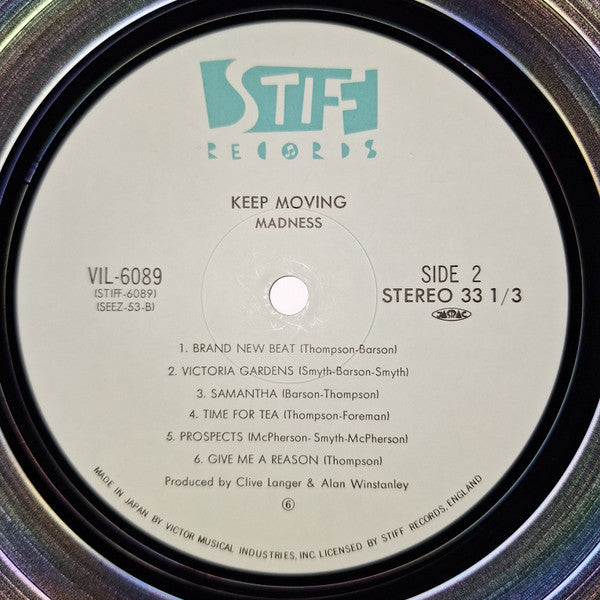 STIFF
RECORDS
KEEP MOVING
MADNESS
VIL-6089
(STIFF-6089)
(SEEZ-53-B)
SIDE 2
STEREO 33 1/3
JASRAC
1. BRAND NEW BEAT (Thompson-Barson)
2. VICTORIA GARDENS (Smyth-Barson-Smyth)
3. SAMANTHA (Barson-Thompson)
4. TIME FOR TEA (Thompson-Foreman)
5. PROSPECTS (McPherson-Smyth-McPherson)
6. GIVE ME A REASON (Thompson)
Produced by Clive Langer & Alan Winstanley
⑥
MADE IN JAPAN BY VICTOR MUSICAL INDUSTRIES, INC. LICENSED BY STIFF RECORDS, ENGLAND